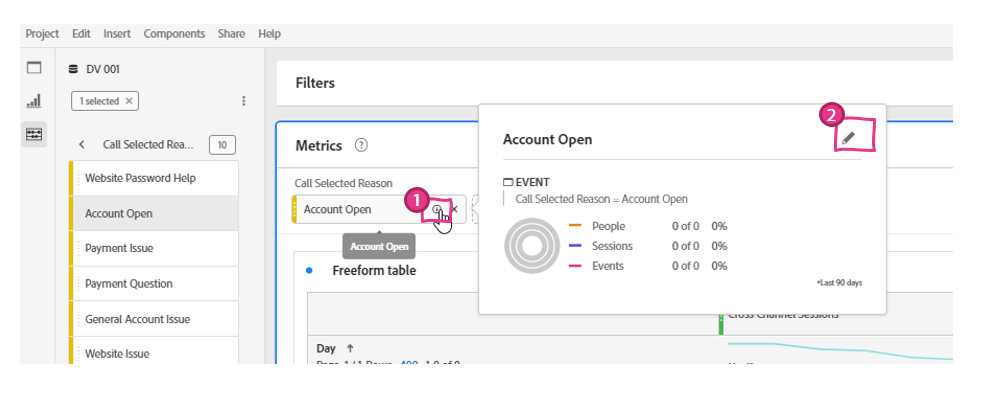 Project Edit Insert Components Share Help
DV 001
1 selected ×
Call Selected Rea... 10
Website Password Help
Account Open
Payment Issue
Payment Question
General Account Issue
Website Issue
Filters
Metrics ?
Call Selected Reason
Account Open ×
1
Account Open
Freeform table
Day ↑
2
Account Open
EVENT
Call Selected Reason = Account Open
People 0 of 0 0%
Sessions 0 of 0 0%
Events 0 of 0 0%
*Last 90 days
Cross Channel Sessions
Page 1 / 1 Rows 400 1-8 of 8